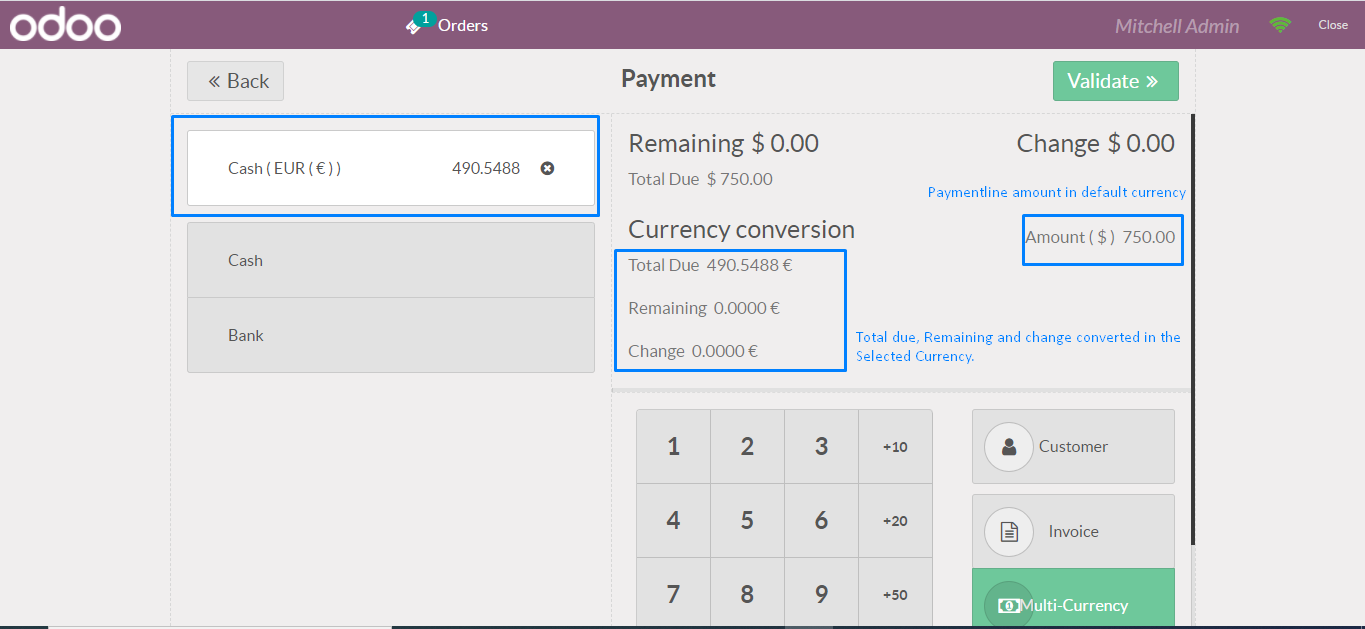 odoo
1
Orders
Mitchell Admin
Close
« Back
Payment
Validate »
Cash ( EUR ( € ) ) 490.5488
Cash
Bank
Remaining $ 0.00
Change $ 0.00
Total Due $ 750.00
Paymentline amount in default currency
Currency conversion
Amount ( $ ) 750.00
Total Due 490.5488 €
Remaining 0.0000 €
Change 0.0000 €
Total due, Remaining and change converted in the
Selected Currency.
1 2 3 +10
4 5 6 +20
7 8 9 +50
Customer
Invoice
Multi-Currency